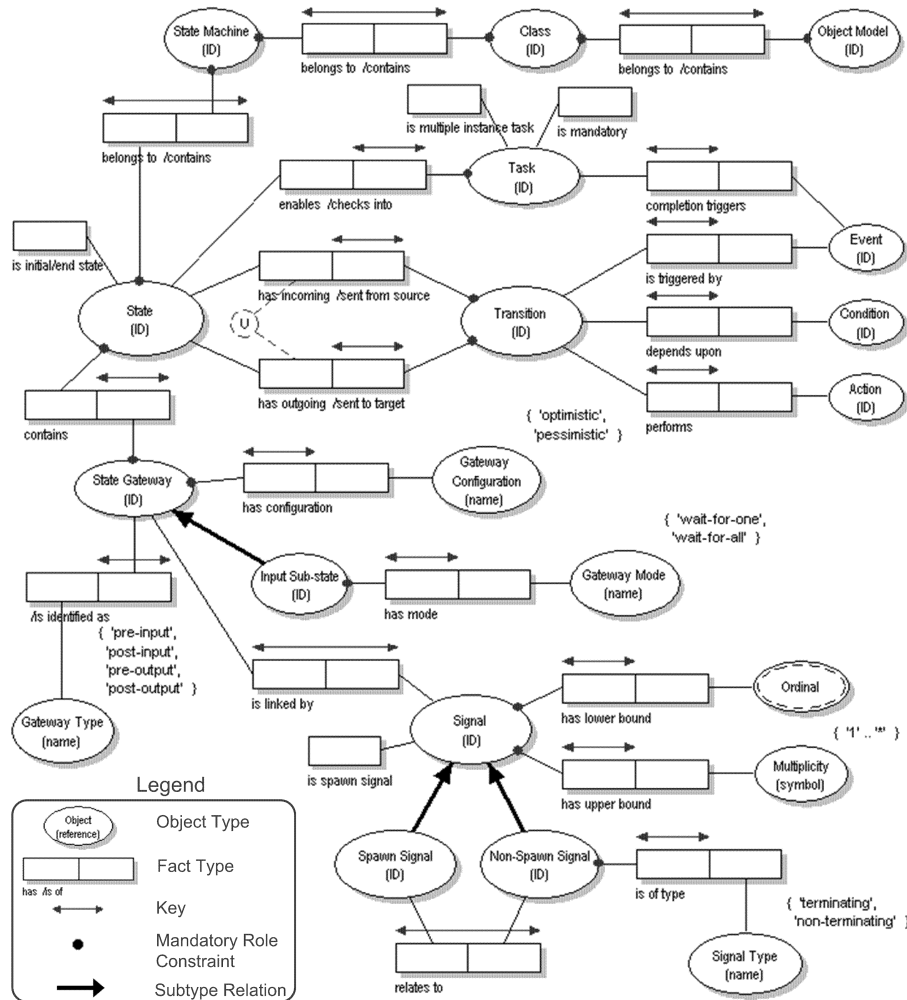 State Machine
(ID)
Class
(ID)
Object Model
(ID)
belongs to /contains
belongs to /contains
is multiple instance task
is mandatory
belongs to /contains
Task
(ID)
enables /checks into
completion triggers
is initial/end state
Event
(ID)
has incoming /sent from source
is triggered by
State
(ID)
U
Transition
(ID)
Condition
(ID)
depends upon
has outgoing /sent to target
Action
(ID)
{ 'optimistic',
'pessimistic' }
performs
contains
State Gateway
(ID)
Gateway
Configuration
(name)
has configuration
{ 'wait-for-one',
'wait-for-all' }
Input Sub-state
(ID)
Gateway Mode
(name)
has mode
/is identified as
{ 'pre-input',
'post-input',
'pre-output',
'post-output' }
is linked by
Ordinal
has lower bound
Gateway Type
(name)
Signal
(ID)
{ '1' .. '*' }
is spawn signal
Multiplicity
(symbol)
has upper bound
Legend
Object
(reference)
Object Type
Fact Type
has /is of
Key
Mandatory Role
Constraint
Subtype Relation
Spawn Signal
(ID)
Non-Spawn Signal
(ID)
is of type
{ 'terminating',
'non-terminating' }
Signal Type
(name)
relates to